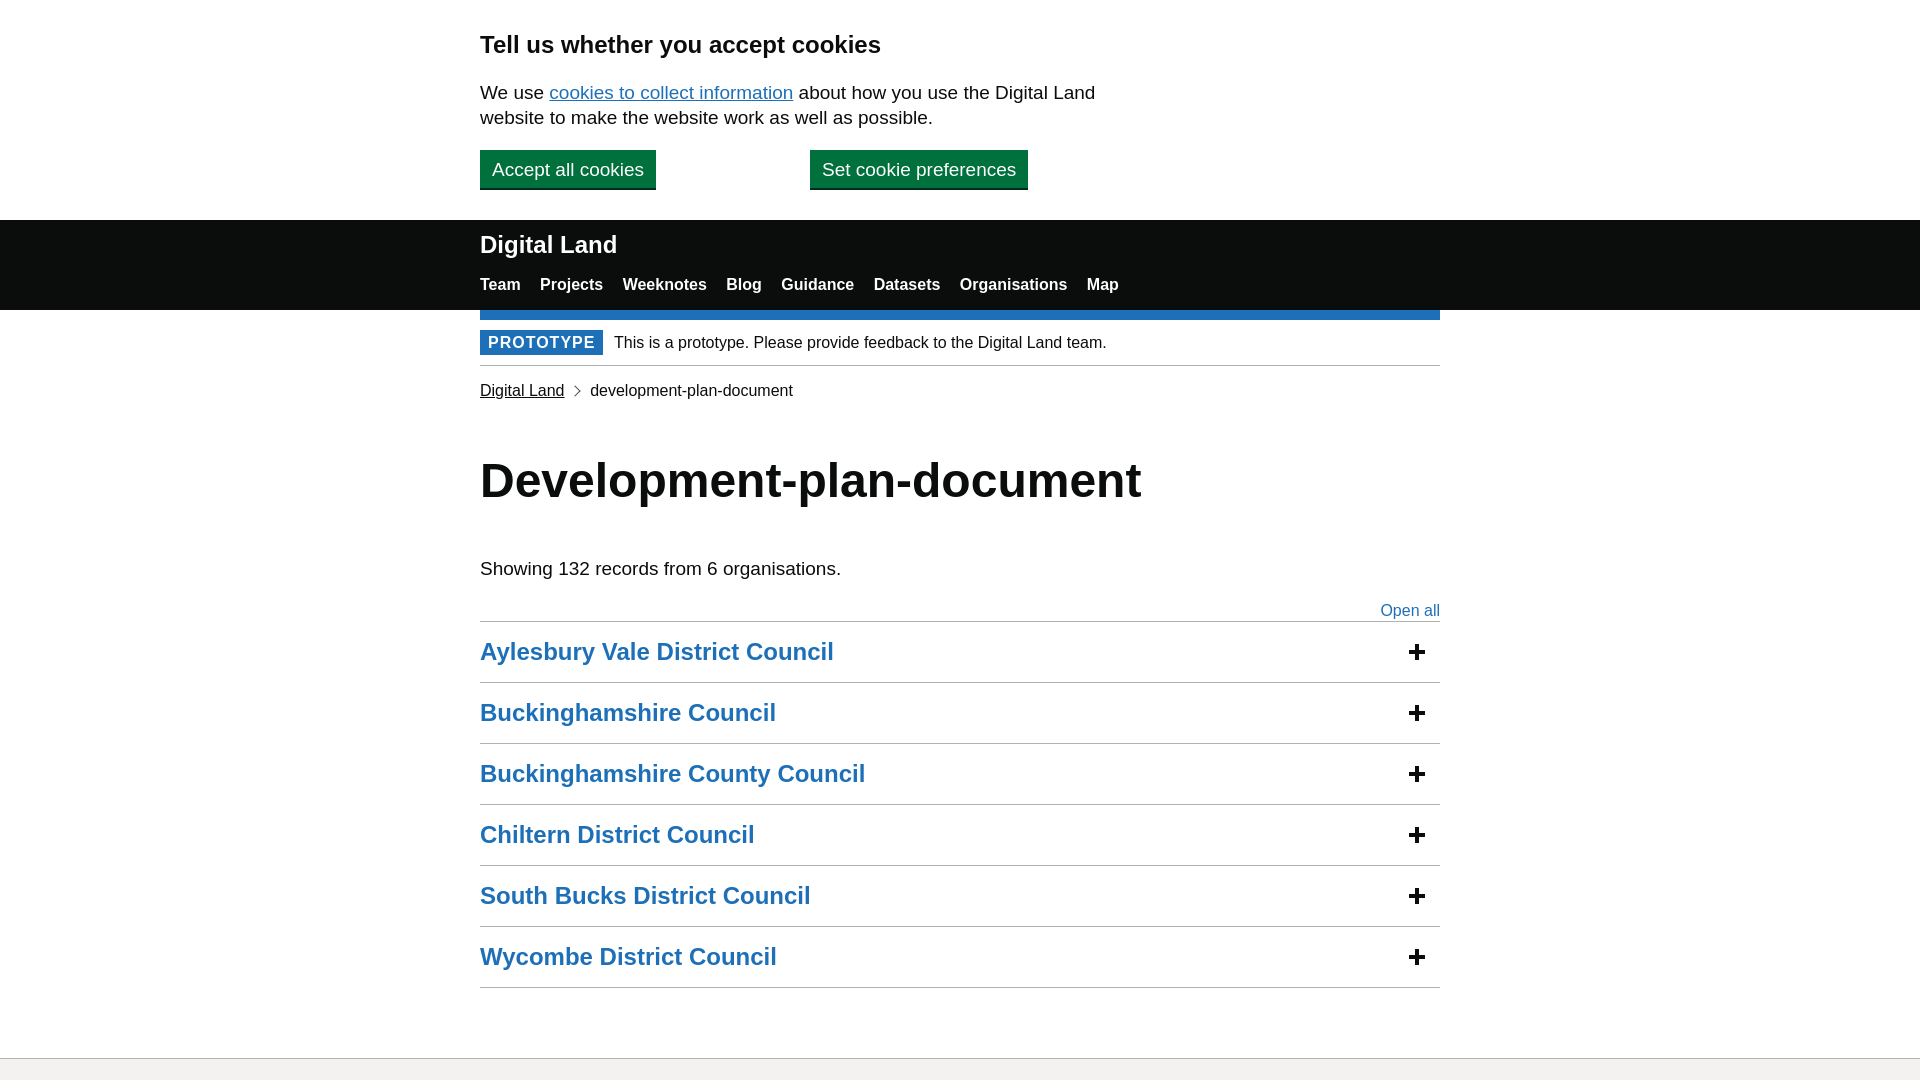 Tell us whether you accept cookies
We use cookies to collect information about how you use the Digital Land
website to make the website work as well as possible.
Accept all cookies
Set cookie preferences
Digital Land
Team Projects Weeknotes Blog Guidance Datasets Organisations Map
PROTOTYPE This is a prototype. Please provide feedback to the Digital Land team.
Digital Land development-plan-document
Development-plan-document
Showing 132 records from 6 organisations.
Open all
Aylesbury Vale District Council
Buckinghamshire Council
Buckinghamshire County Council
Chiltern District Council
South Bucks District Council
Wycombe District Council